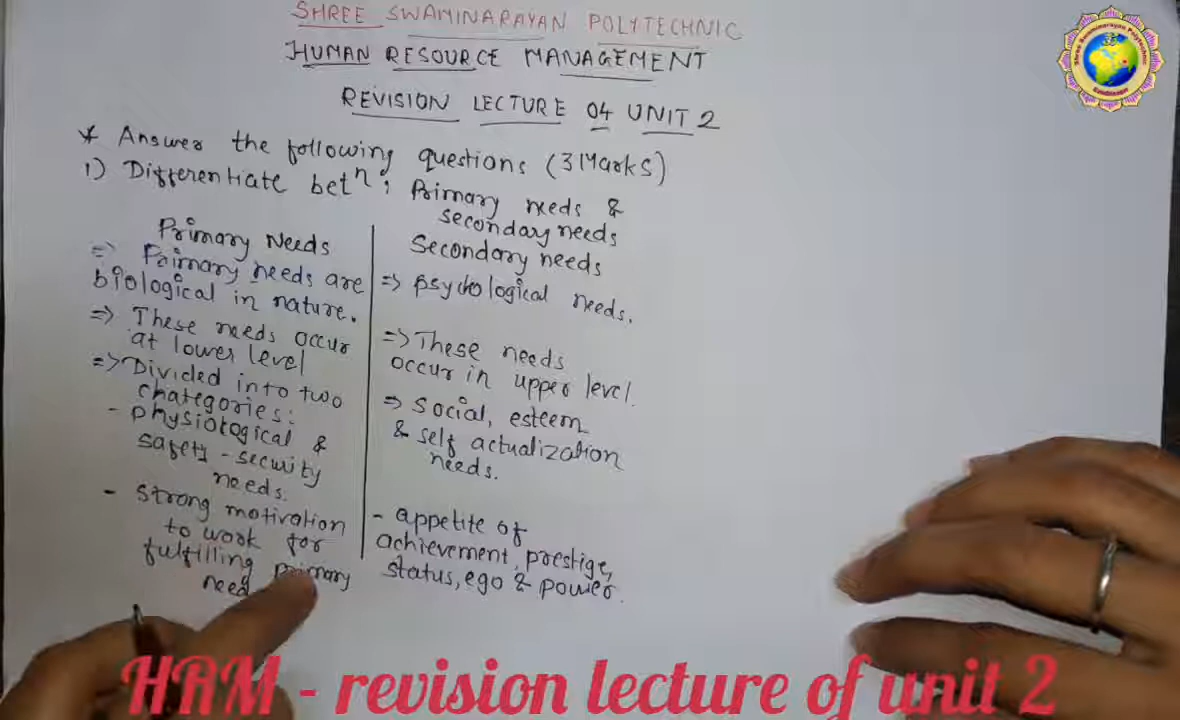 SHREE SWAMINARAYAN POLYTECHNIC
HUMAN RESOURCE MANAGEMENT
REVISION LECTURE 04 UNIT 2
* Answer the following questions (3 Marks)
1) Differentiate betn : Primary needs &
secondary needs
Primary Needs
=> Primary needs are
biological in nature.
=> These needs occur
at lower level
=> Divided into two
chategories:
- physiological &
safety - security
needs.
- strong motivation
to work for
fulfilling primary
need
Secondary needs
=> psychological needs.
=> These needs
occur in upper level.
=> social, esteem
& self actualization
needs.
- appetite of
achievement, prestige,
status, ego & power.
HRM - revision lecture of unit 2